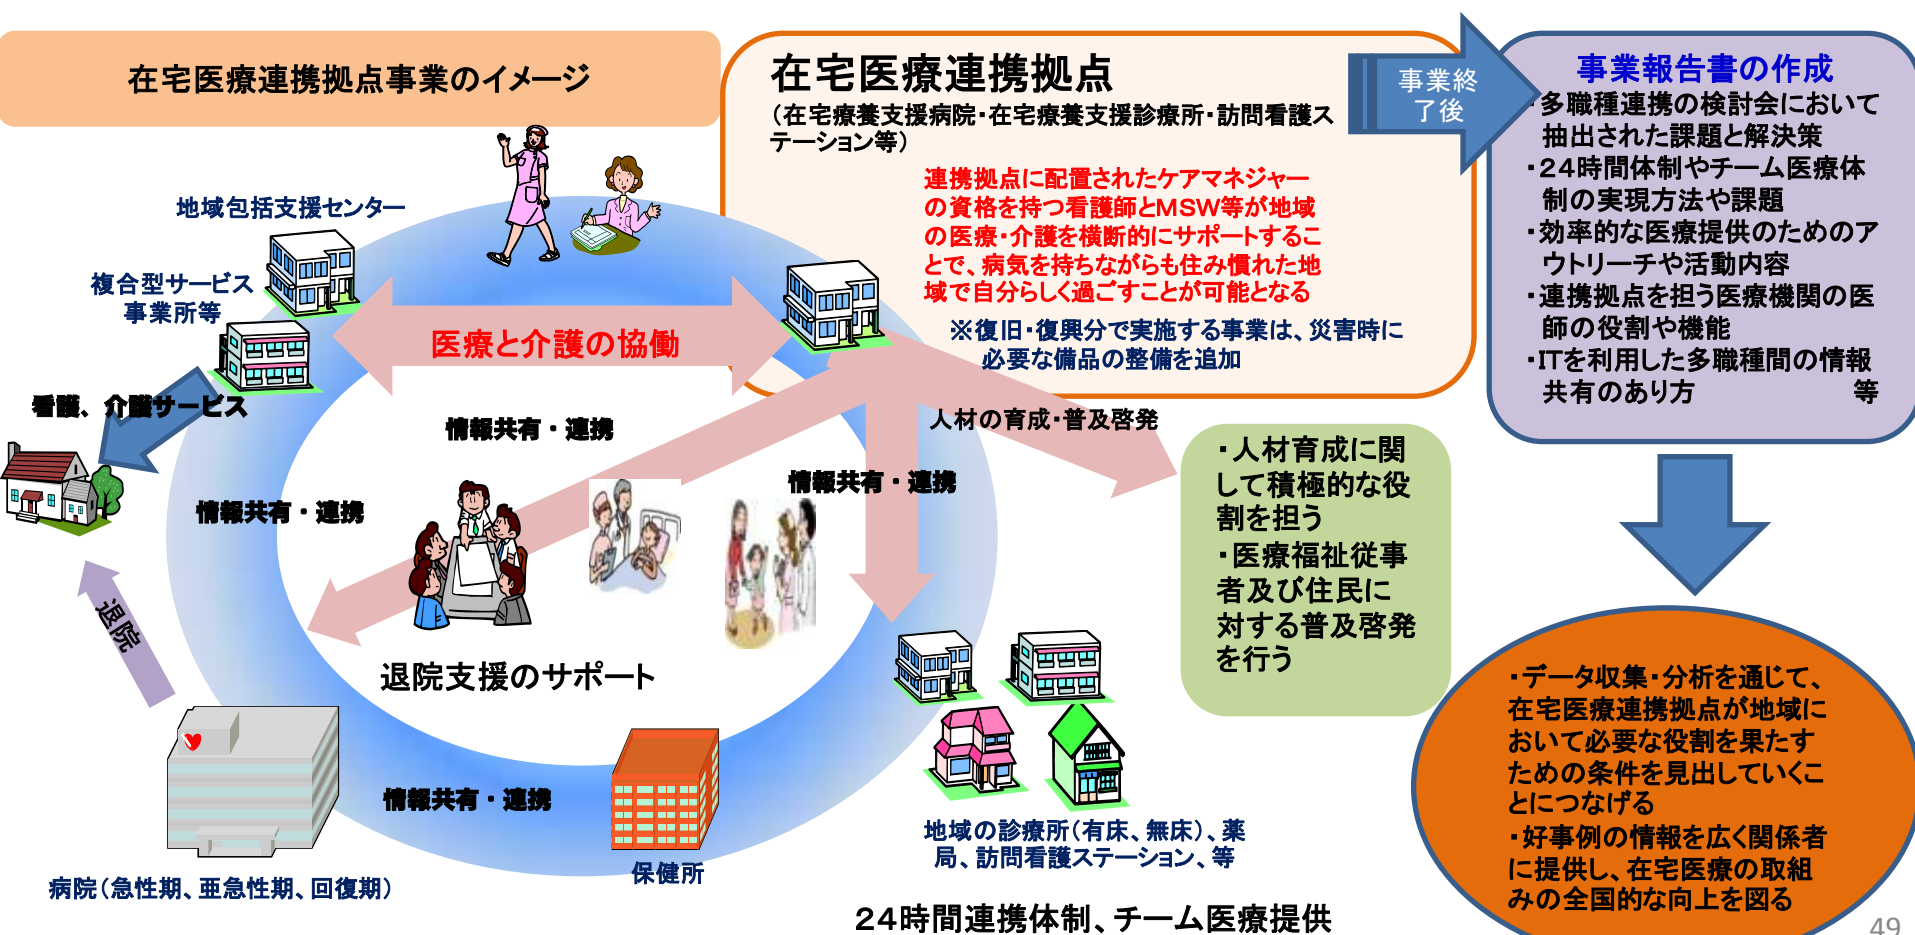 在宅医療連携拠点事業のイメージ
在宅医療連携拠点
（在宅療養支援病院・在宅療養支援診療所・訪問看護ス
テーション等）
連携拠点に配置されたケアマネジャー
の資格を持つ看護師とMSW等が地域
の医療・介護を横断的にサポートするこ
とで、病気を持ちながらも住み慣れた地
域で自分らしく過ごすことが可能となる
※復旧・復興分で実施する事業は、災害時に
必要な備品の整備を追加
事業終
了後
事業報告書の作成
・多職種連携の検討会において
抽出された課題と解決策
・24時間体制やチーム医療体
制の実現方法や課題
・効率的な医療提供のためのア
ウトリーチや活動内容
・連携拠点を担う医療機関の医
師の役割や機能
・ITを利用した多職種間の情報
共有のあり方 等
地域包括支援センター
複合型サービス
事業所等
医療と介護の協働
看護、介護サービス
情報共有・連携
人材の育成・普及啓発
情報共有・連携
情報共有・連携
・人材育成に関
して積極的な役
割を担う
・医療福祉従事
者及び住民に
対する普及啓発
を行う
退院
退院支援のサポート
情報共有・連携
保健所
病院（急性期、亜急性期、回復期）
地域の診療所（有床、無床）、薬
局、訪問看護ステーション、等
24時間連携体制、チーム医療提供
・データ収集・分析を通じて、
在宅医療連携拠点が地域に
おいて必要な役割を果たす
ための条件を見出していくこ
とにつなげる
・好事例の情報を広く関係者
に提供し、在宅医療の取組
みの全国的な向上を図る
49